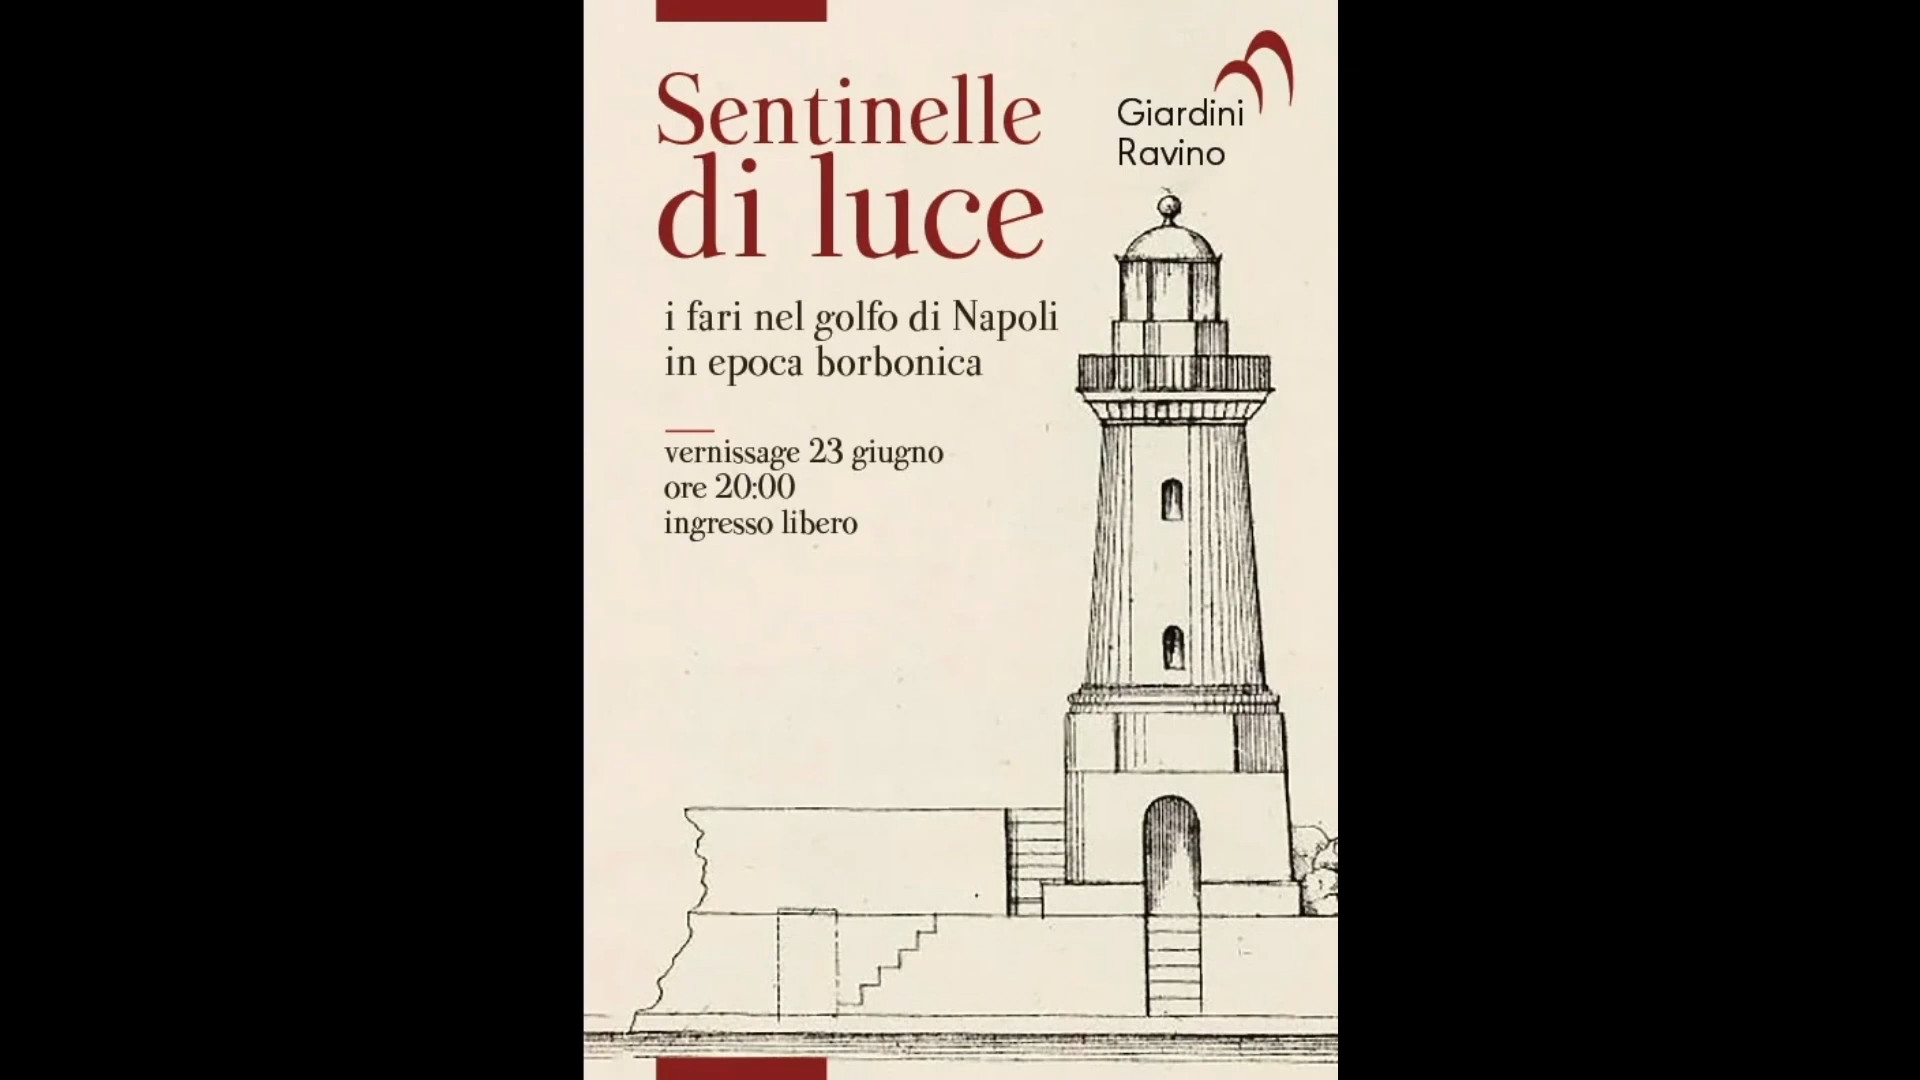 Sentinelle
di luce
Giardini
Ravino
i fari nel golfo di Napoli
in epoca borbonica
vernissage 23 giugno
ore 20:00
ingresso libero